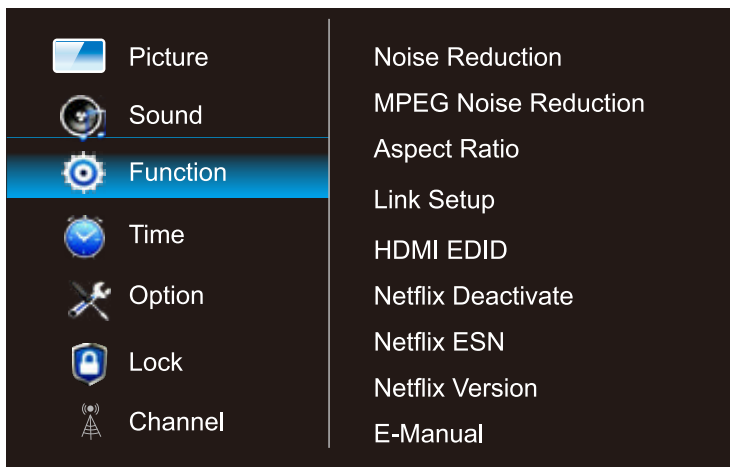 Picture
Sound
Function
Time
Option
Lock
Channel
Noise Reduction
MPEG Noise Reduction
Aspect Ratio
Link Setup
HDMI EDID
Netflix Deactivate
Netflix ESN
Netflix Version
E-Manual